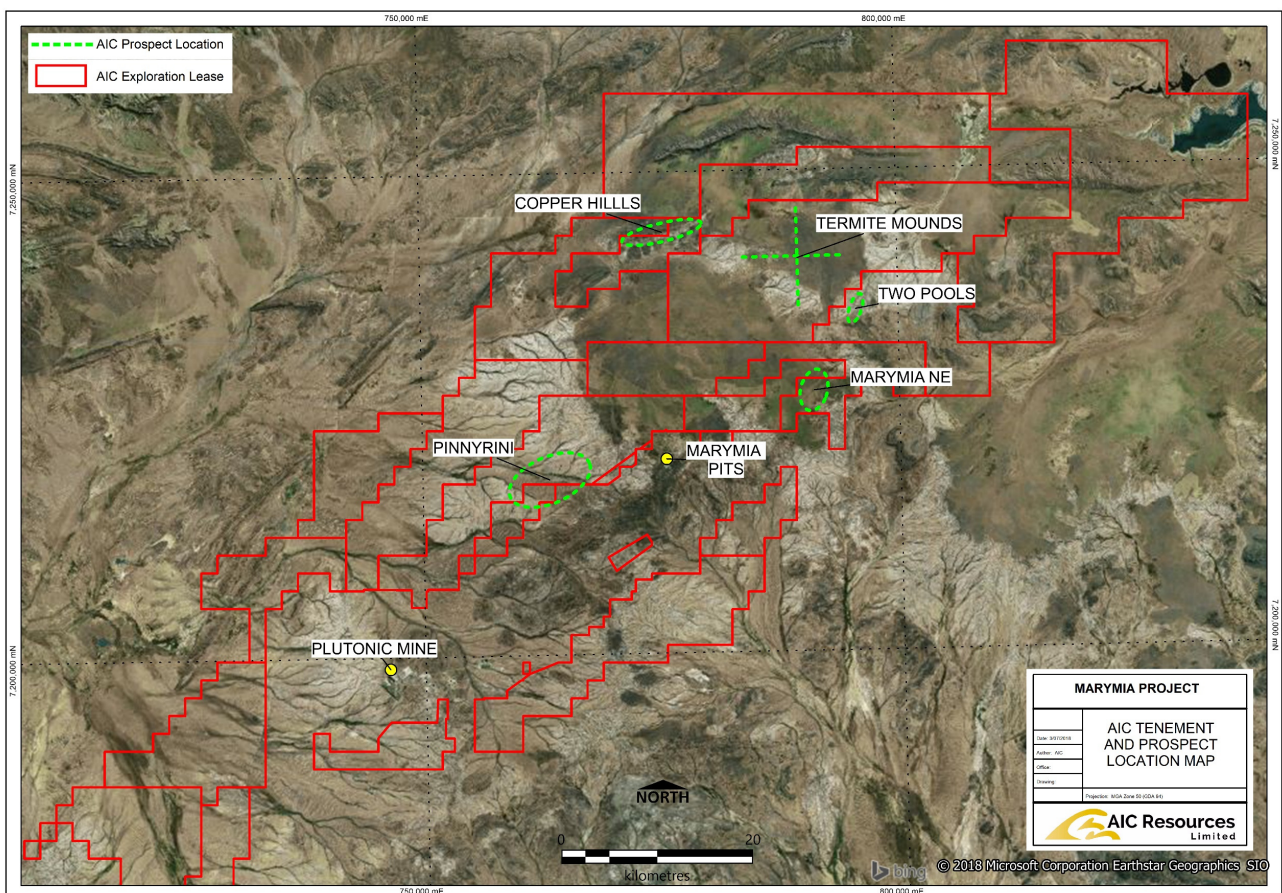 750,000 mE
800,000 mE
AIC Prospect Location
AIC Exploration Lease
7,250,000 mN
7,250,000 mN
COPPER HILLLS
TERMITE MOUNDS
TWO POOLS
MARYMIA NE
PINNYRINI
MARYMIA
PITS
7,200,000 mN
7,200,000 mN
PLUTONIC MINE
MARYMIA PROJECT
AIC TENEMENT
AND PROSPECT
LOCATION MAP
Date: 3/07/2018
Author: AIC
Office:
Drawing:
Projection: MGA Zone 50 (GDA 94)
NORTH
0
20
kilometres
AIC Resources
Limited
bing
© 2018 Microsoft Corporation Earthstar Geographics SIO
750,000 mE
800,000 mE